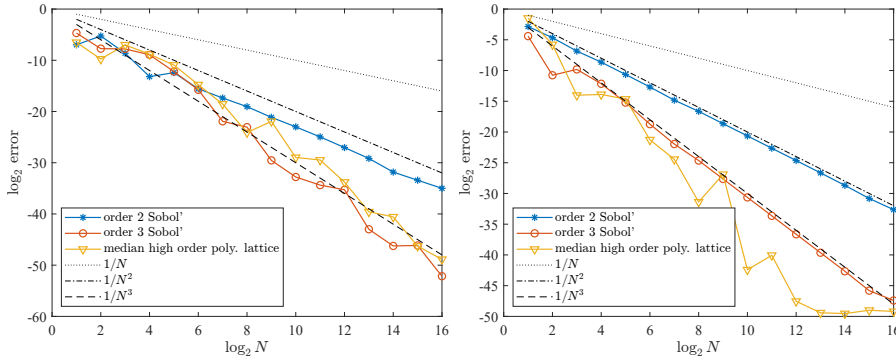 0
-10
-20
-30
-40
-50
-60
0 2 4 6 8 10 12 14 16
log₂ error
log₂ N
order 2 Sobol'
order 3 Sobol'
median high order poly. lattice
1/N
1/N²
1/N³
0
-5
-10
-15
-20
-25
-30
-35
-40
-45
-50
0 2 4 6 8 10 12 14 16
log₂ error
log₂ N
order 2 Sobol'
order 3 Sobol'
median high order poly. lattice
1/N
1/N²
1/N³